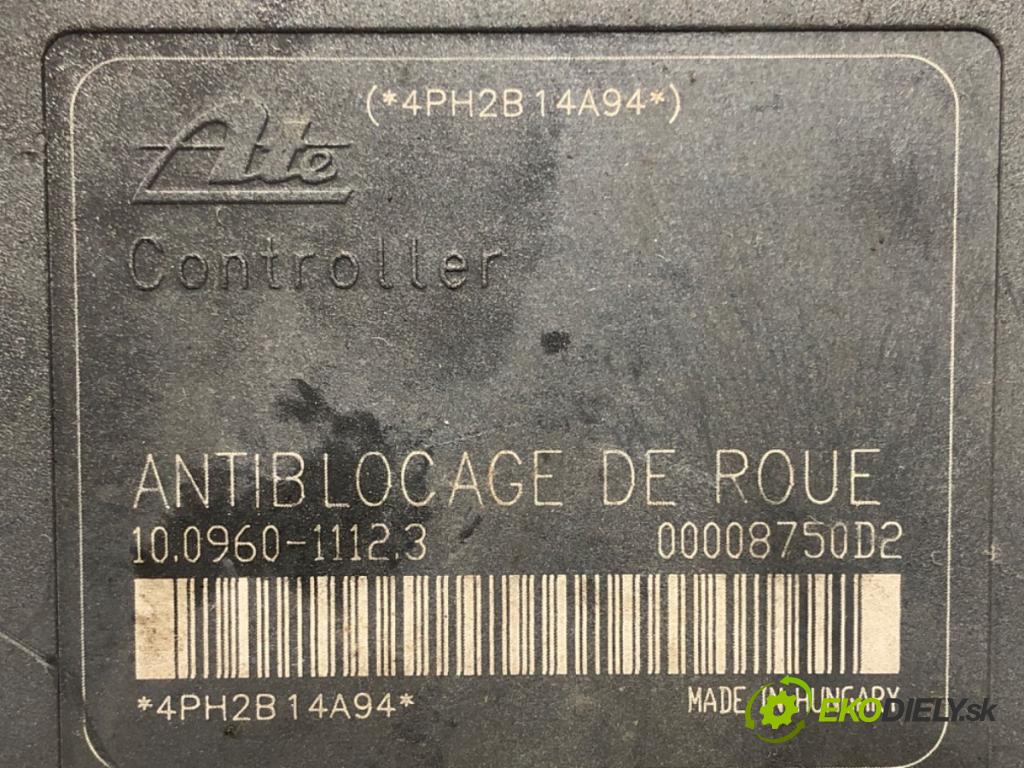 (*4PH2B14A94*)
Ate
Controller
ANTIBLOCAGE DE ROUE
10.0960-1112.3 00008750D2
*4PH2B14A94* MADE IN HUNGARY
EKODIELY.sk